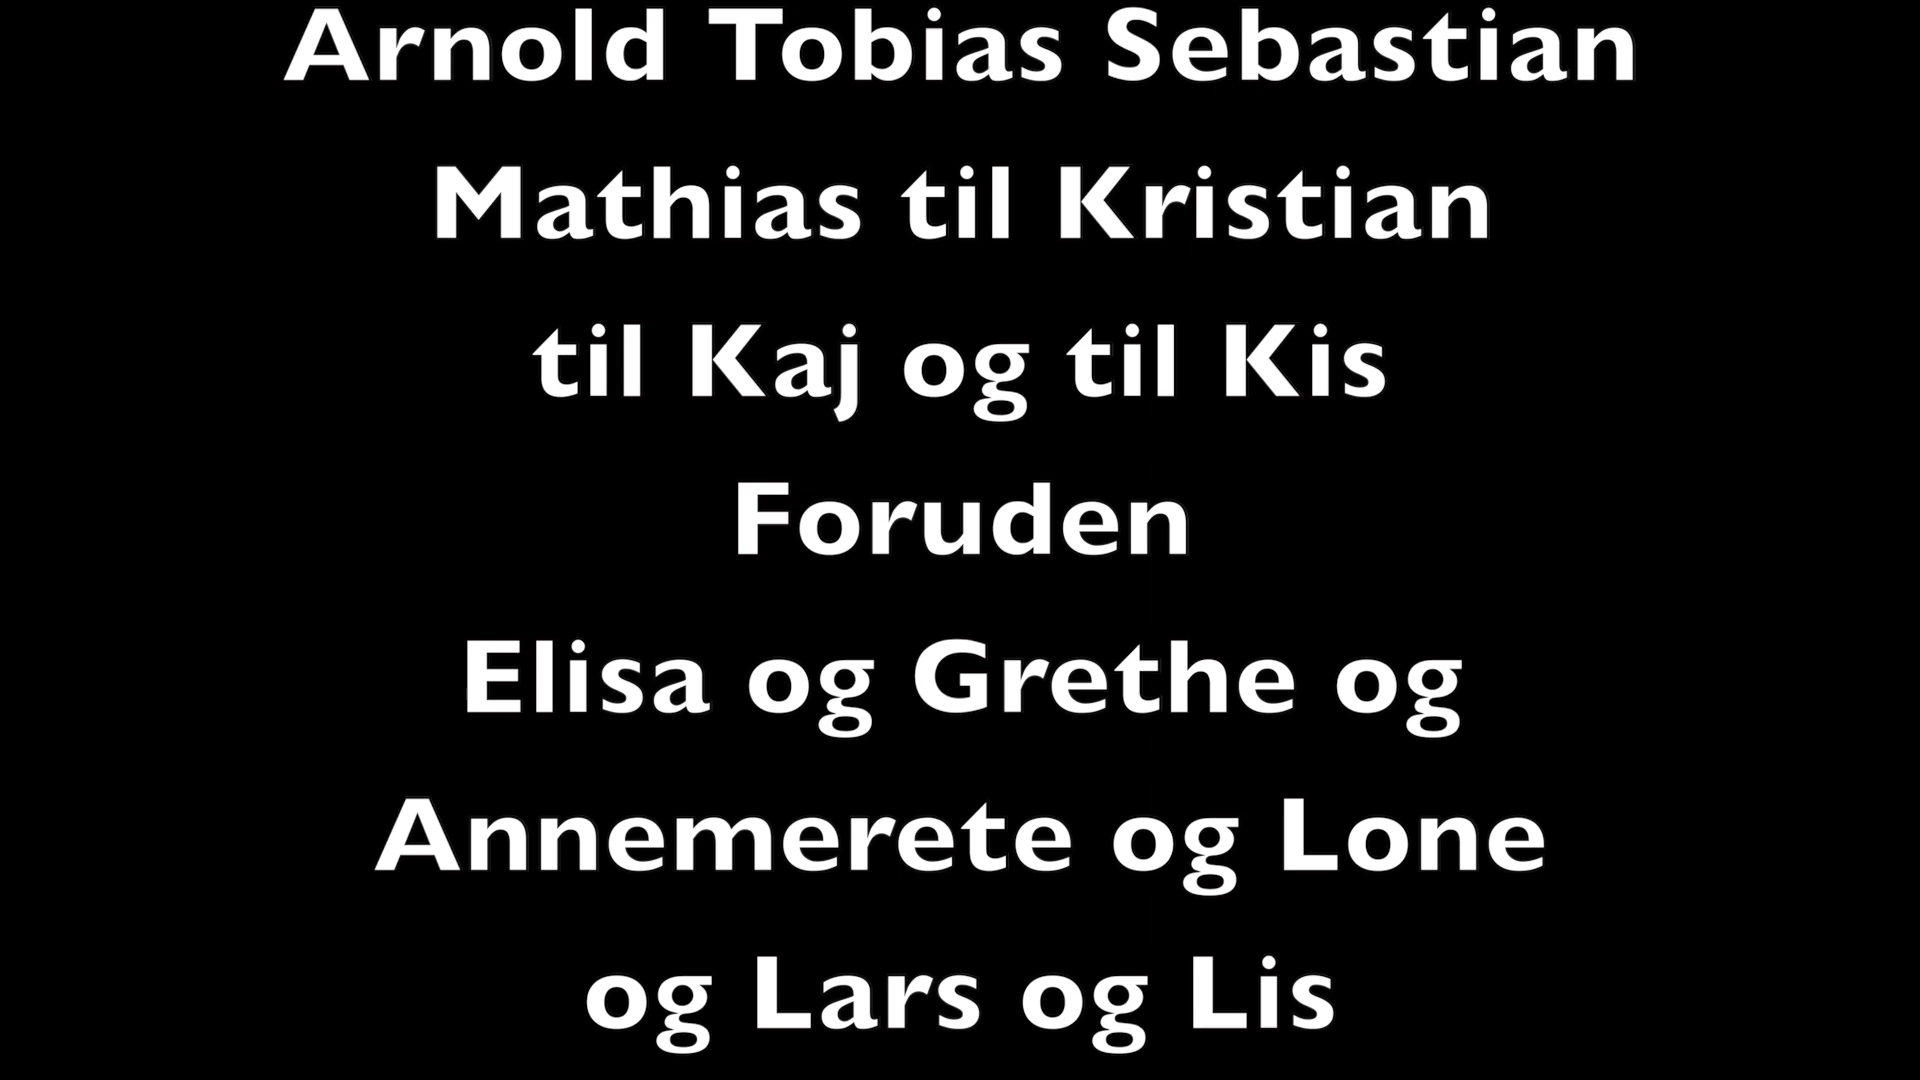 Arnold Tobias Sebastian
Mathias til Kristian
til Kaj og til Kis
Foruden
Elisa og Grethe og
Annemerete og Lone
og Lars og Lis